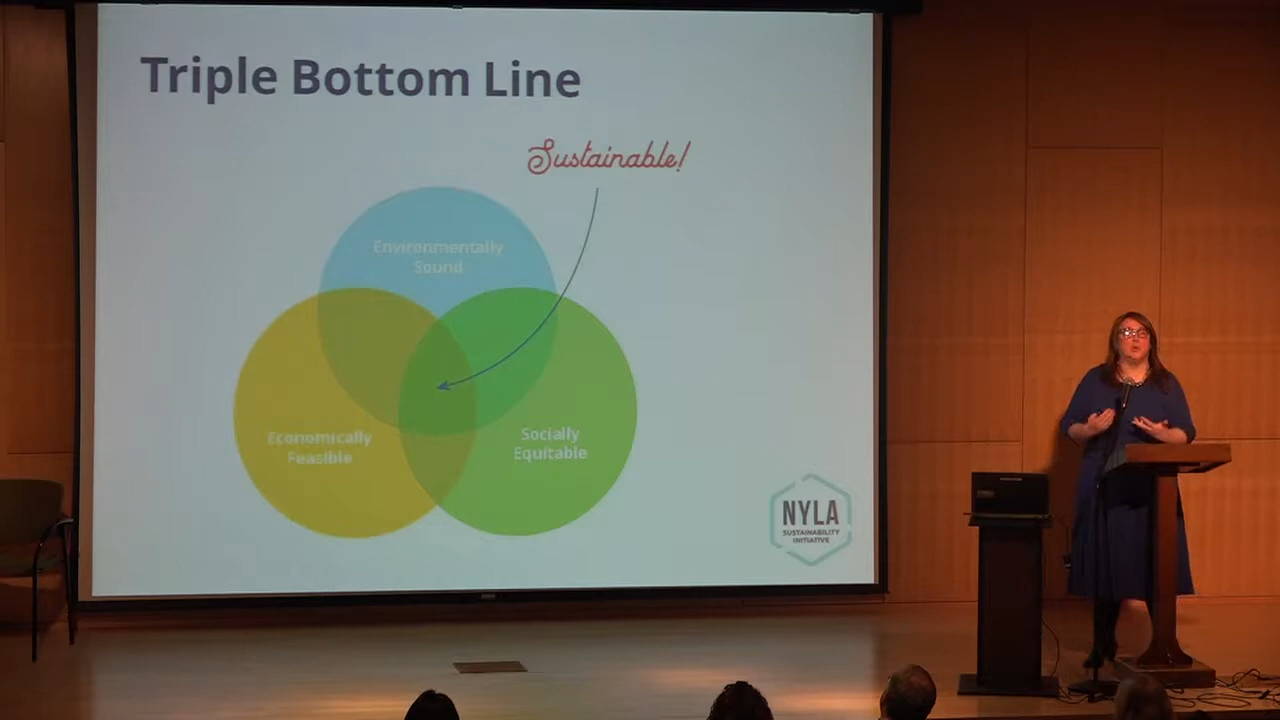 Triple Bottom Line
Sustainable!
Environmentally
Sound
Economically
Feasible
Socially
Equitable
NYLA
SUSTAINABILITY
INITIATIVE